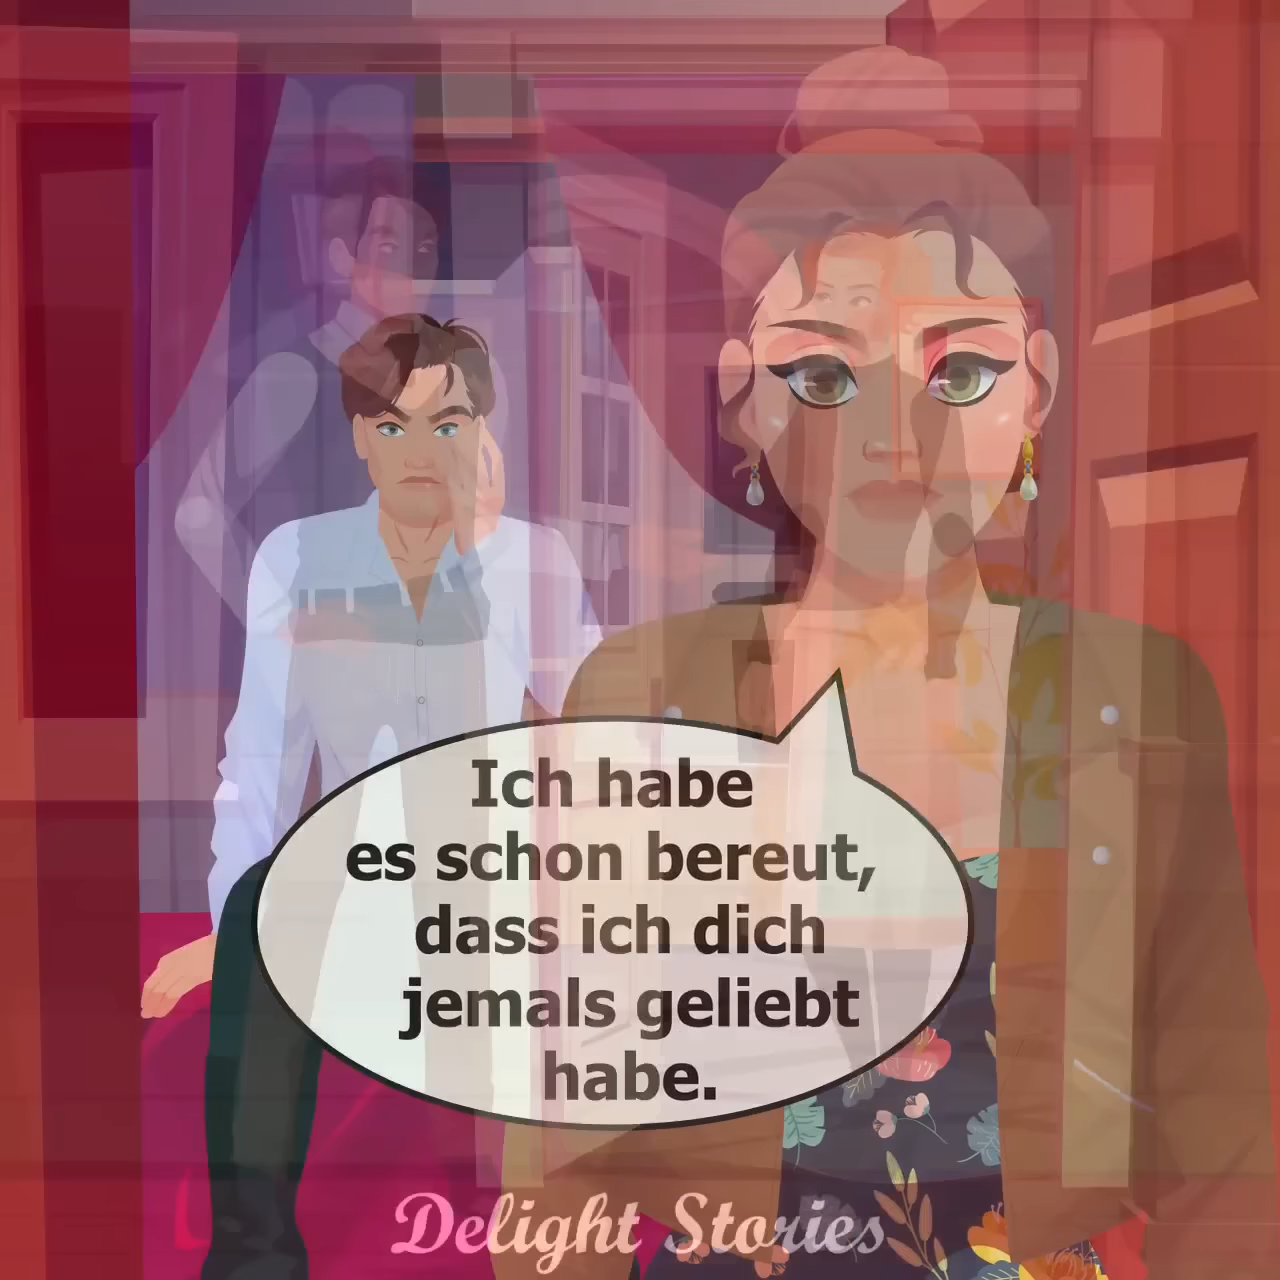 Ich habe
es schon bereut,
dass ich dich
jemals geliebt
habe.
Delight Stories